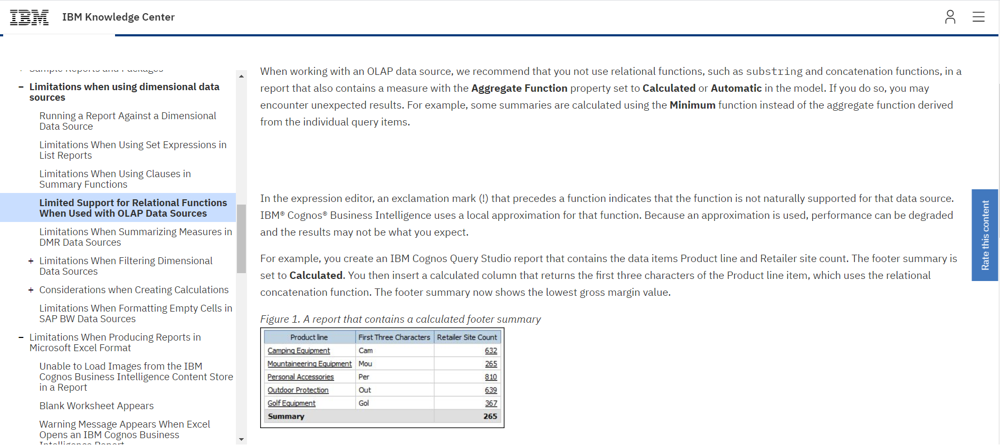 IBM
IBM Knowledge Center
Sample Reports and Packages
− Limitations when using dimensional data
sources
Running a Report Against a Dimensional
Data Source
Limitations When Using Set Expressions in
List Reports
Limitations When Using Clauses in
Summary Functions
Limited Support for Relational Functions
When Used with OLAP Data Sources
Limitations When Summarizing Measures in
DMR Data Sources
+ Limitations When Filtering Dimensional
Data Sources
+ Considerations when Creating Calculations
Limitations When Formatting Empty Cells in
SAP BW Data Sources
− Limitations When Producing Reports in
Microsoft Excel Format
Unable to Load Images from the IBM
Cognos Business Intelligence Content Store
in a Report
Blank Worksheet Appears
Warning Message Appears When Excel
Opens an IBM Cognos Business
Intelligence Report
When working with an OLAP data source, we recommend that you not use relational functions, such as substring and concatenation functions, in a
report that also contains a measure with the Aggregate Function property set to Calculated or Automatic in the model. If you do so, you may
encounter unexpected results. For example, some summaries are calculated using the Minimum function instead of the aggregate function derived
from the individual query items.
In the expression editor, an exclamation mark (!) that precedes a function indicates that the function is not naturally supported for that data source.
IBM® Cognos® Business Intelligence uses a local approximation for that function. Because an approximation is used, performance can be degraded
and the results may not be what you expect.
For example, you create an IBM Cognos Query Studio report that contains the data items Product line and Retailer site count. The footer summary is
set to Calculated. You then insert a calculated column that returns the first three characters of the Product line item, which uses the relational
concatenation function. The footer summary now shows the lowest gross margin value.
Figure 1. A report that contains a calculated footer summary
Product line First Three Characters Retailer Site Count
Camping Equipment Cam 632
Mountaineering Equipment Mou 265
Personal Accessories Per 810
Outdoor Protection Out 639
Golf Equipment Gol 367
Summary 265
Rate this content